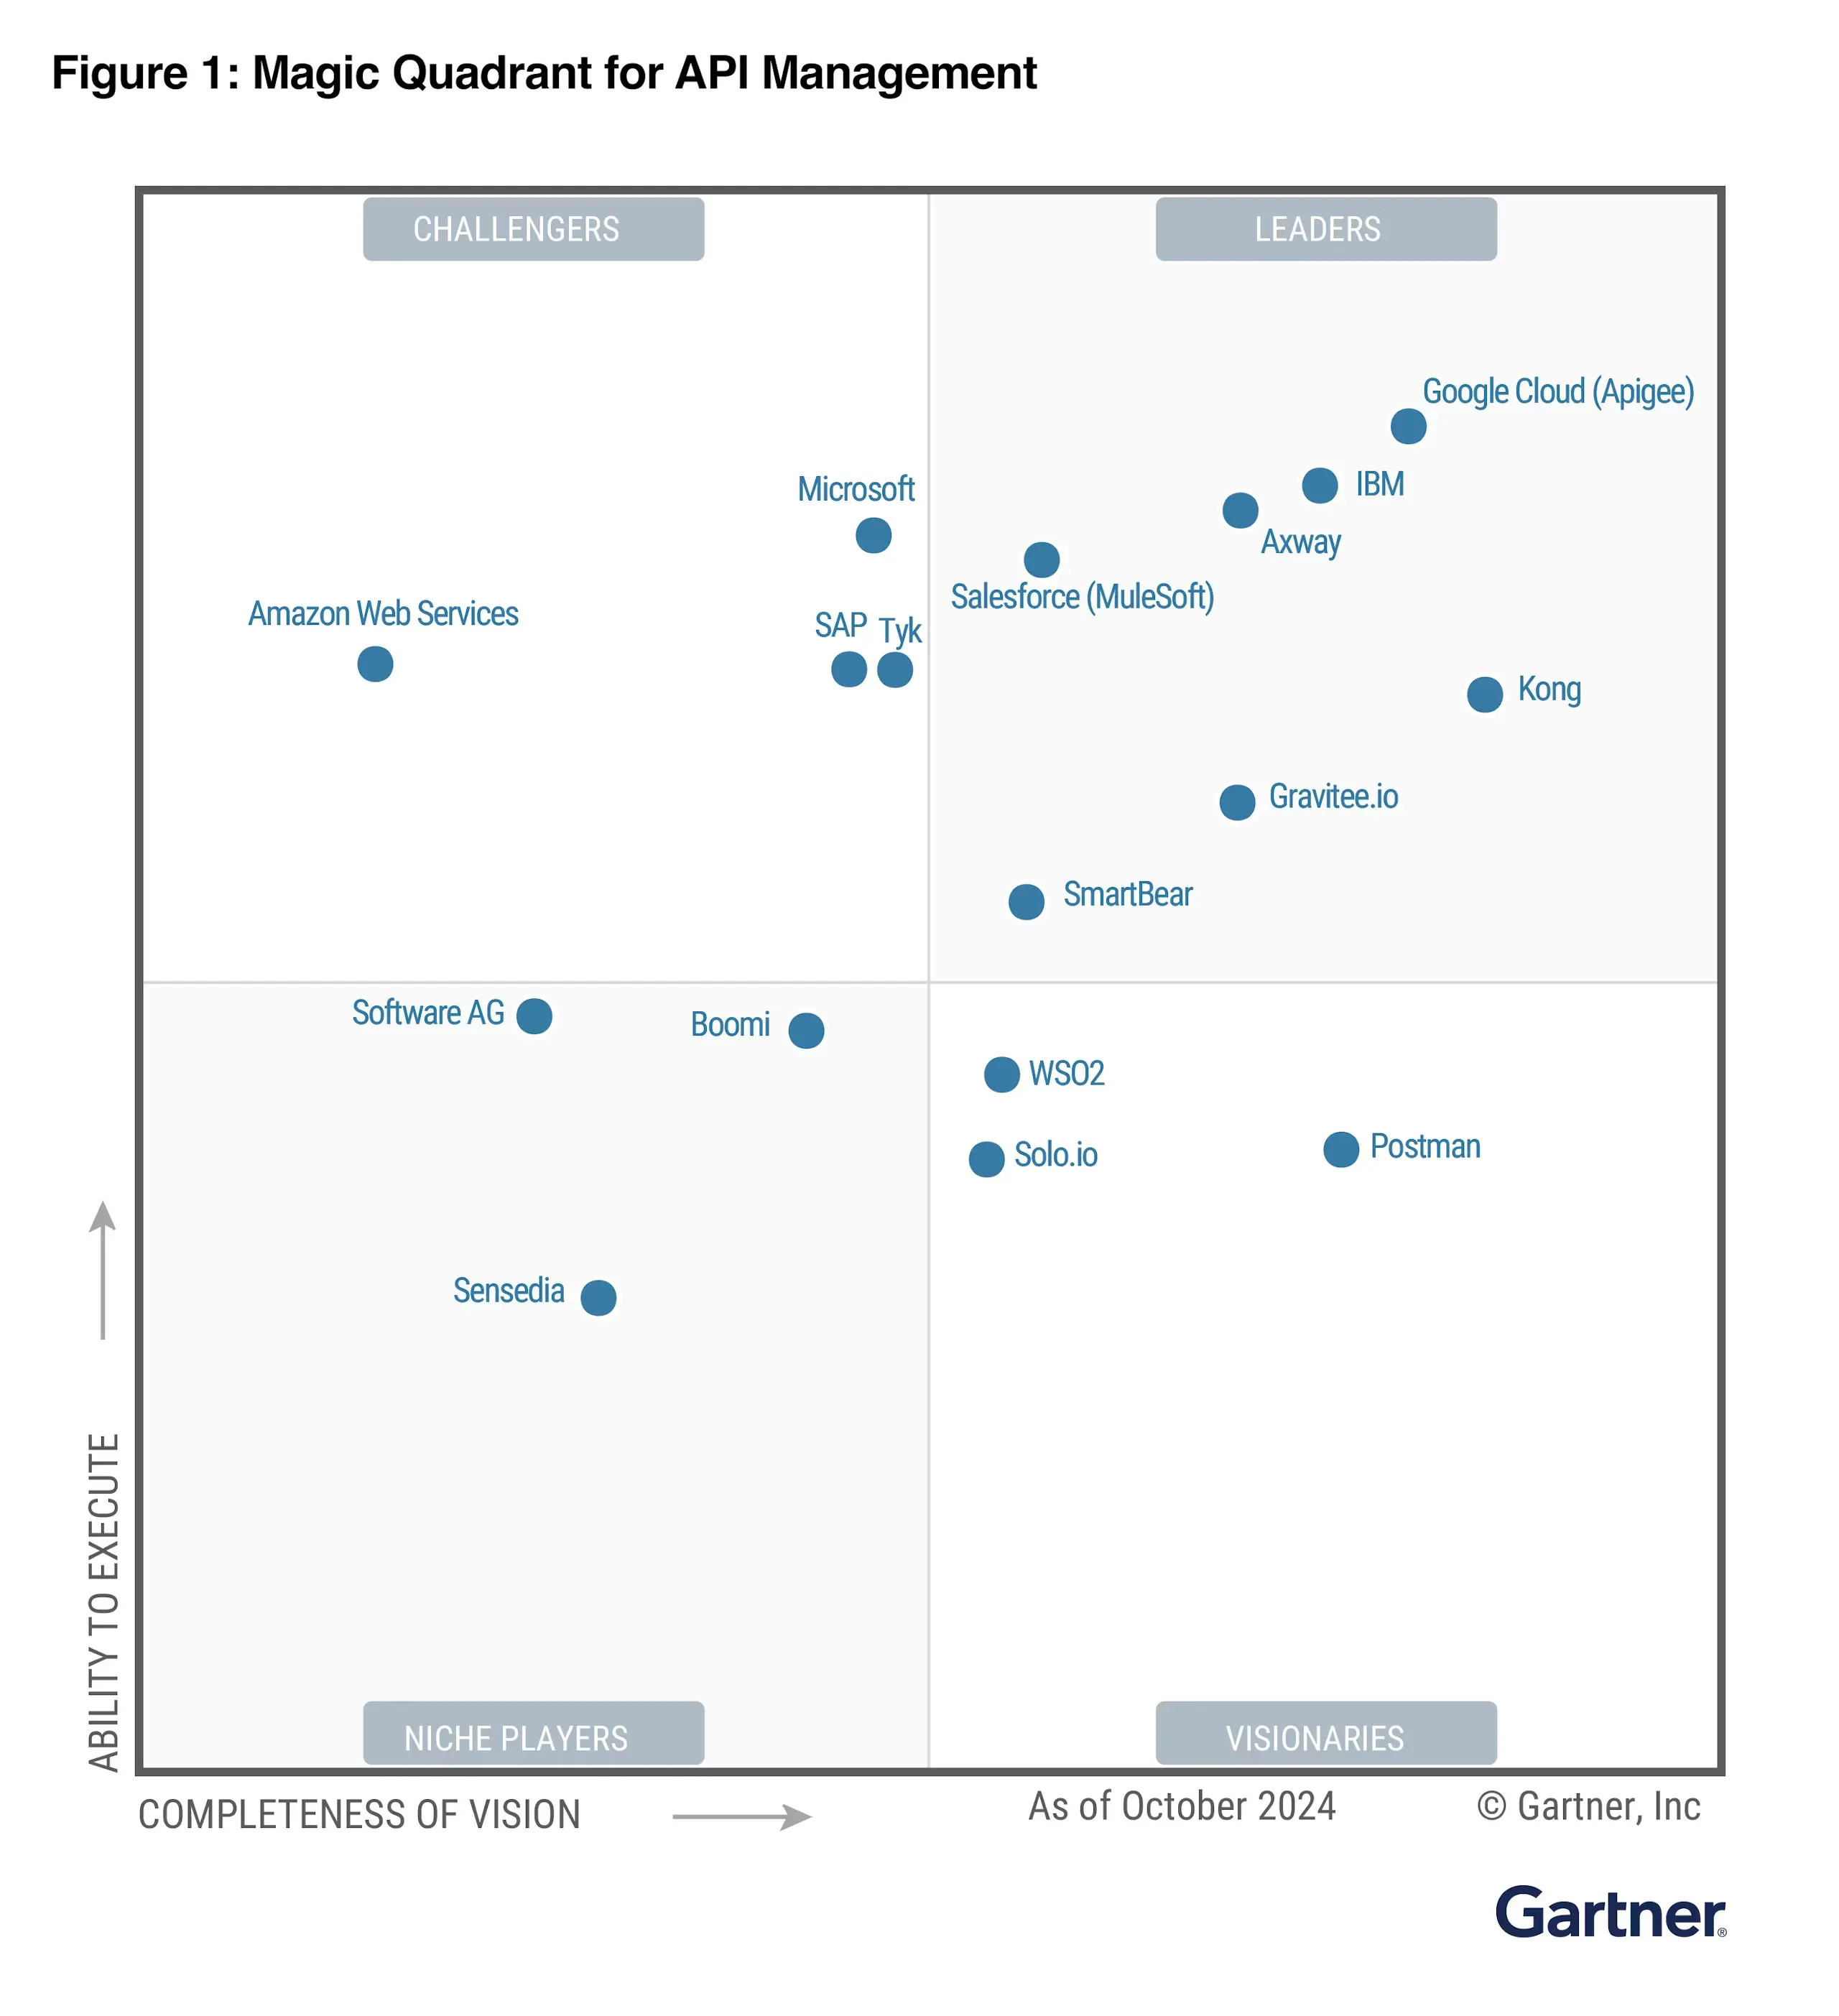 Figure 1: Magic Quadrant for API Management
CHALLENGERS
LEADERS
Google Cloud (Apigee)
IBM
Microsoft
Axway
Salesforce (MuleSoft)
Amazon Web Services
SAP
Tyk
Kong
Gravitee.io
SmartBear
Software AG
Boomi
WSO2
Postman
Solo.io
Sensedia
ABILITY TO EXECUTE
NICHE PLAYERS
VISIONARIES
COMPLETENESS OF VISION
As of October 2024
© Gartner, Inc
Gartner®